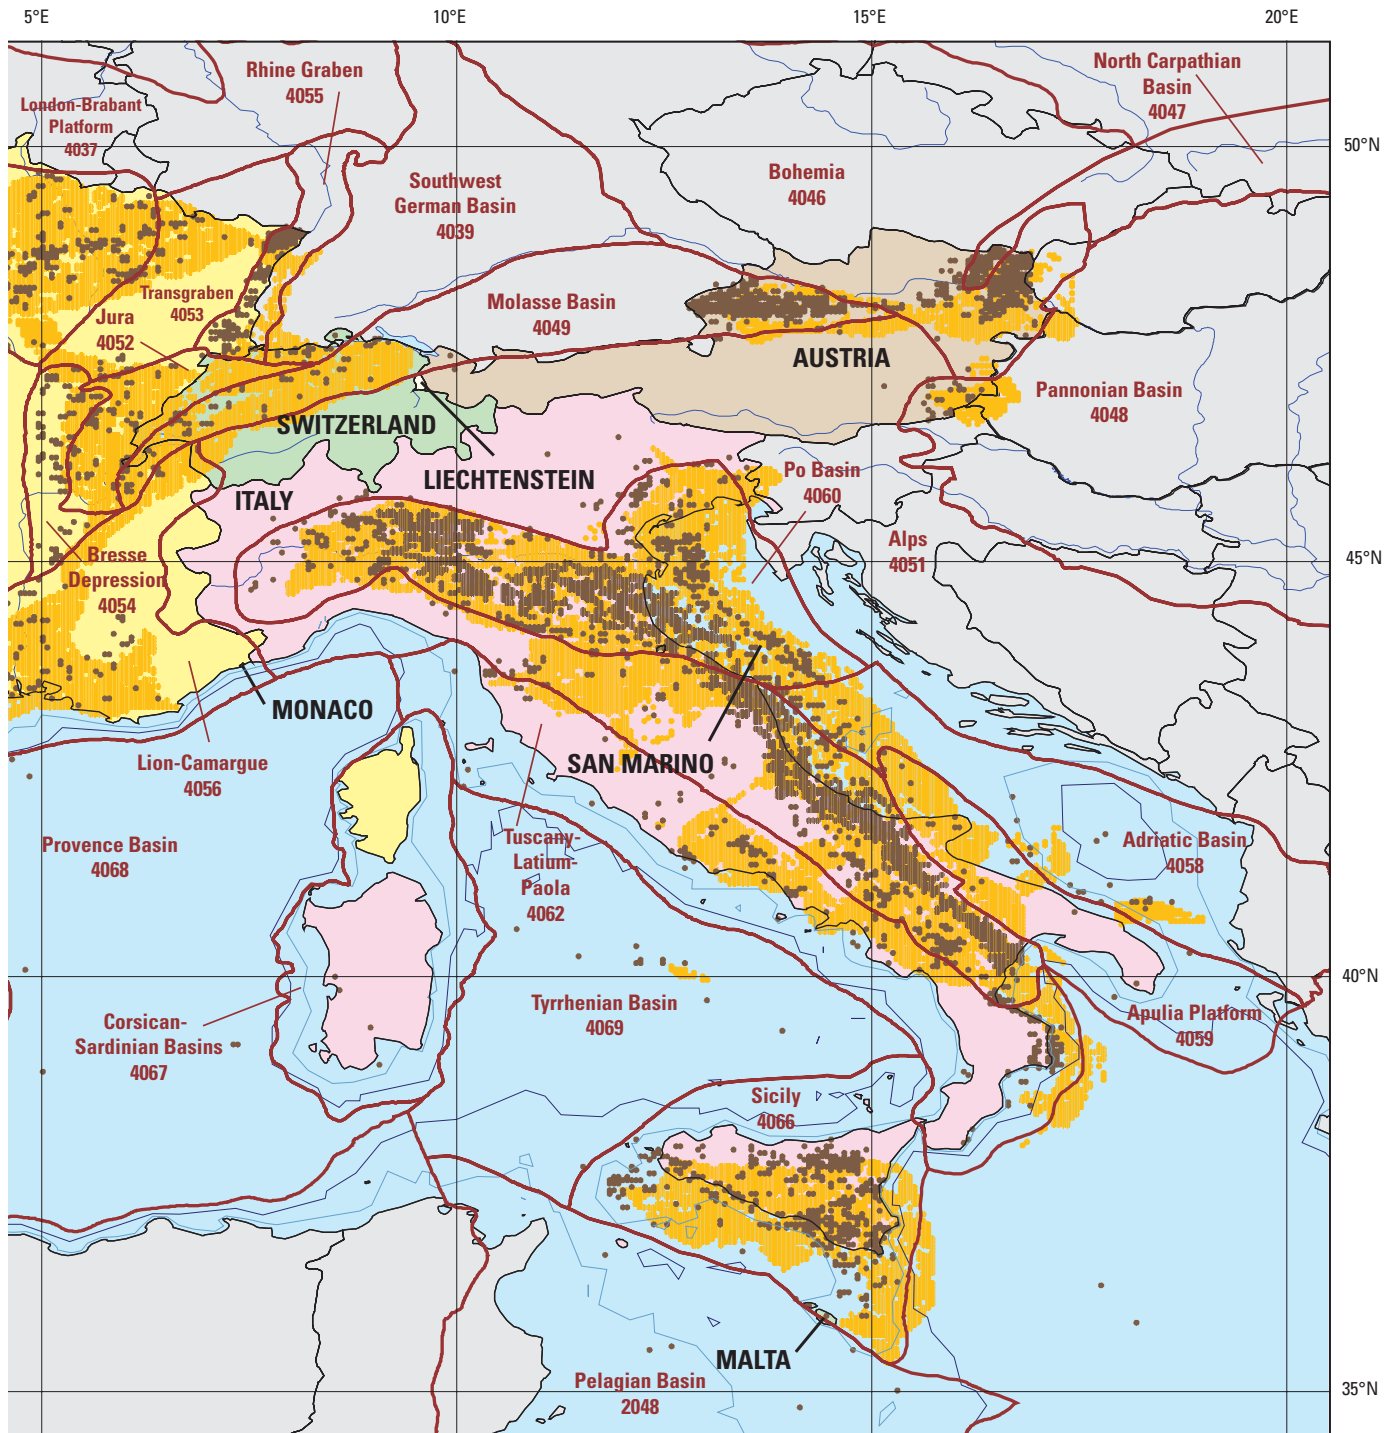 5°E
10°E
15°E
20°E
Rhine Graben
4055
North Carpathian
Basin
4047
London-Brabant
Platform
4037
50°N
Southwest
German Basin
4039
Bohemia
4046
Transgraben
4053
Jura
4052
Molasse Basin
4049
AUSTRIA
Pannonian Basin
4048
SWITZERLAND
LIECHTENSTEIN
ITALY
Po Basin
4060
Alps
4051
45°N
Bresse
Depression
4054
MONACO
SAN MARINO
Lion-Camargue
4056
Provence Basin
4068
Tuscany-
Latium-
Paola
4062
Adriatic Basin
4058
40°N
Tyrrhenian Basin
4069
Corsican-
Sardinian Basins
4067
Apulia Platform
4059
Sicily
4066
MALTA
Pelagian Basin
2048
35°N